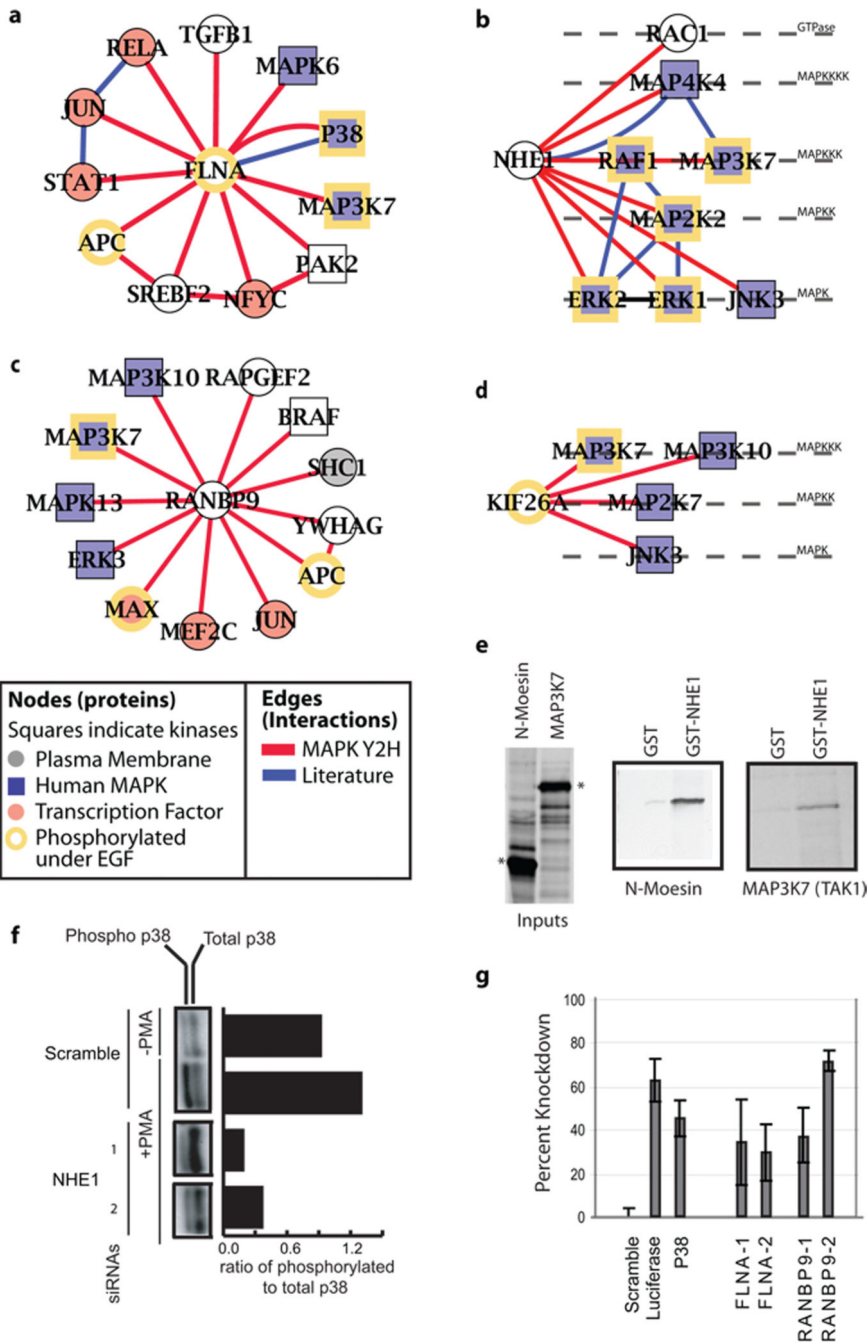 a
TGFB1
RELA
MAPK6
JUN
P38
FLNA
STAT1
MAP3K7
APC
PAK2
SREBF2
NFYC
b
RAC1
GTPase
MAP4K4
MAPKKKK
NHE1
RAF1
MAP3K7
MAPKKK
MAP2K2
MAPKK
ERK2
ERK1
JNK3
MAPK
c
MAP3K10
RAPGEF2
BRAF
MAP3K7
SHC1
MAPK13
RANBP9
YWHAG
ERK3
APC
MAX
MEF2C
JUN
d
MAP3K7
MAP3K10
MAPKKK
KIF26A
MAP2K7
MAPKK
JNK3
MAPK
Nodes (proteins)
Squares indicate kinases
Plasma Membrane
Human MAPK
Transcription Factor
Phosphorylated
under EGF
Edges
(Interactions)
MAPK Y2H
Literature
e
N-Moesin
MAP3K7
*
*
Inputs
GST
GST-NHE1
N-Moesin
GST
GST-NHE1
MAP3K7 (TAK1)
f
Phospho p38
Total p38
Scramble
-PMA
+PMA
NHE1
1
2
siRNAs
0.0
0.6
1.2
ratio of phosphorylated
to total p38
g
Percent Knockdown
100
80
60
40
20
0
Scramble
Luciferase
P38
FLNA-1
FLNA-2
RANBP9-1
RANBP9-2